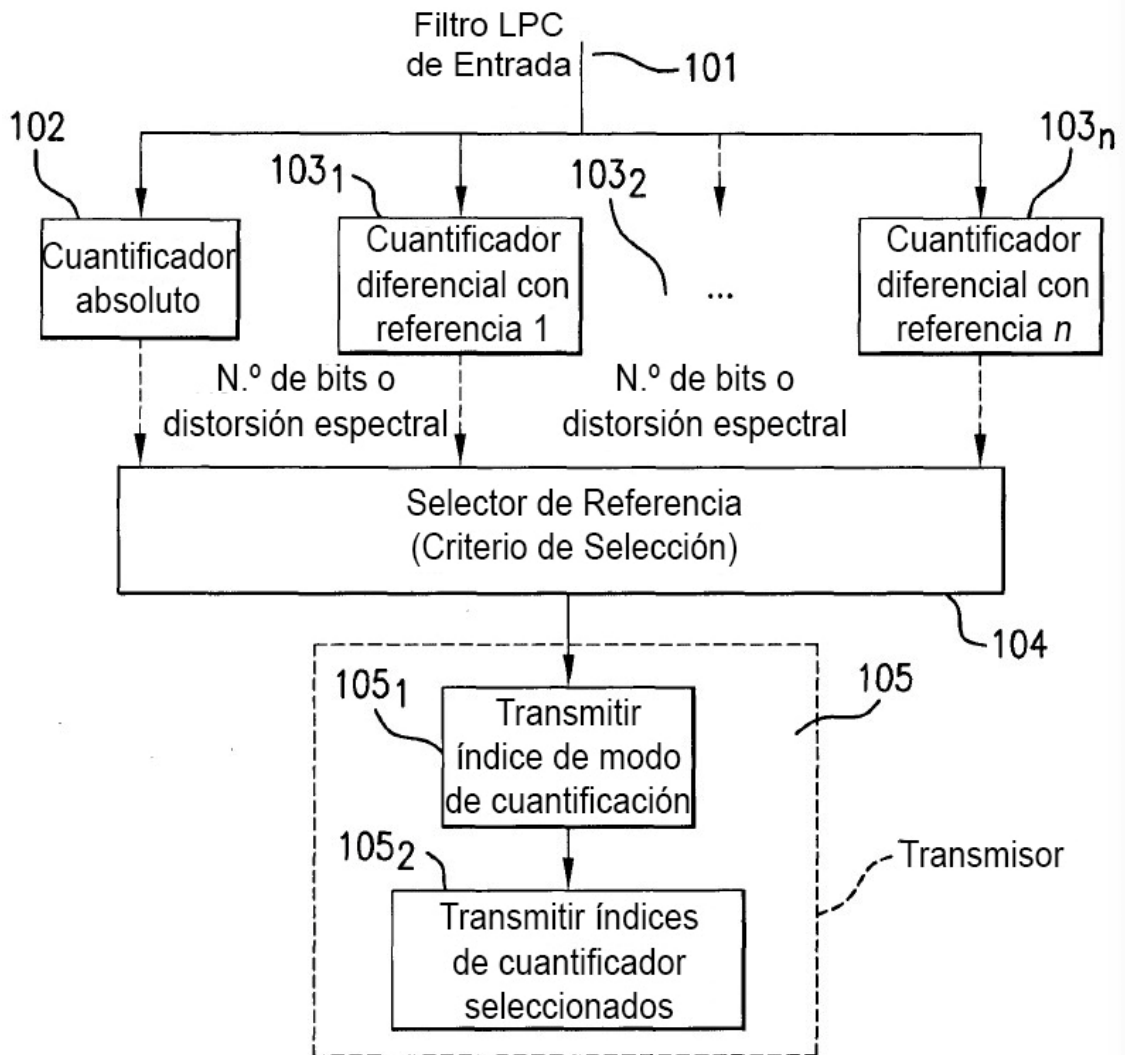 Filtro LPC
de Entrada
101
102
103₁
103₂
103ₙ
Cuantificador
absoluto
Cuantificador
diferencial con
referencia 1
...
Cuantificador
diferencial con
referencia n
N.º de bits o
distorsión espectral
N.º de bits o
distorsión espectral
Selector de Referencia
(Criterio de Selección)
104
105₁
105
Transmitir
índice de modo
de cuantificación
105₂
Transmisor
Transmitir índices
de cuantificador
seleccionados